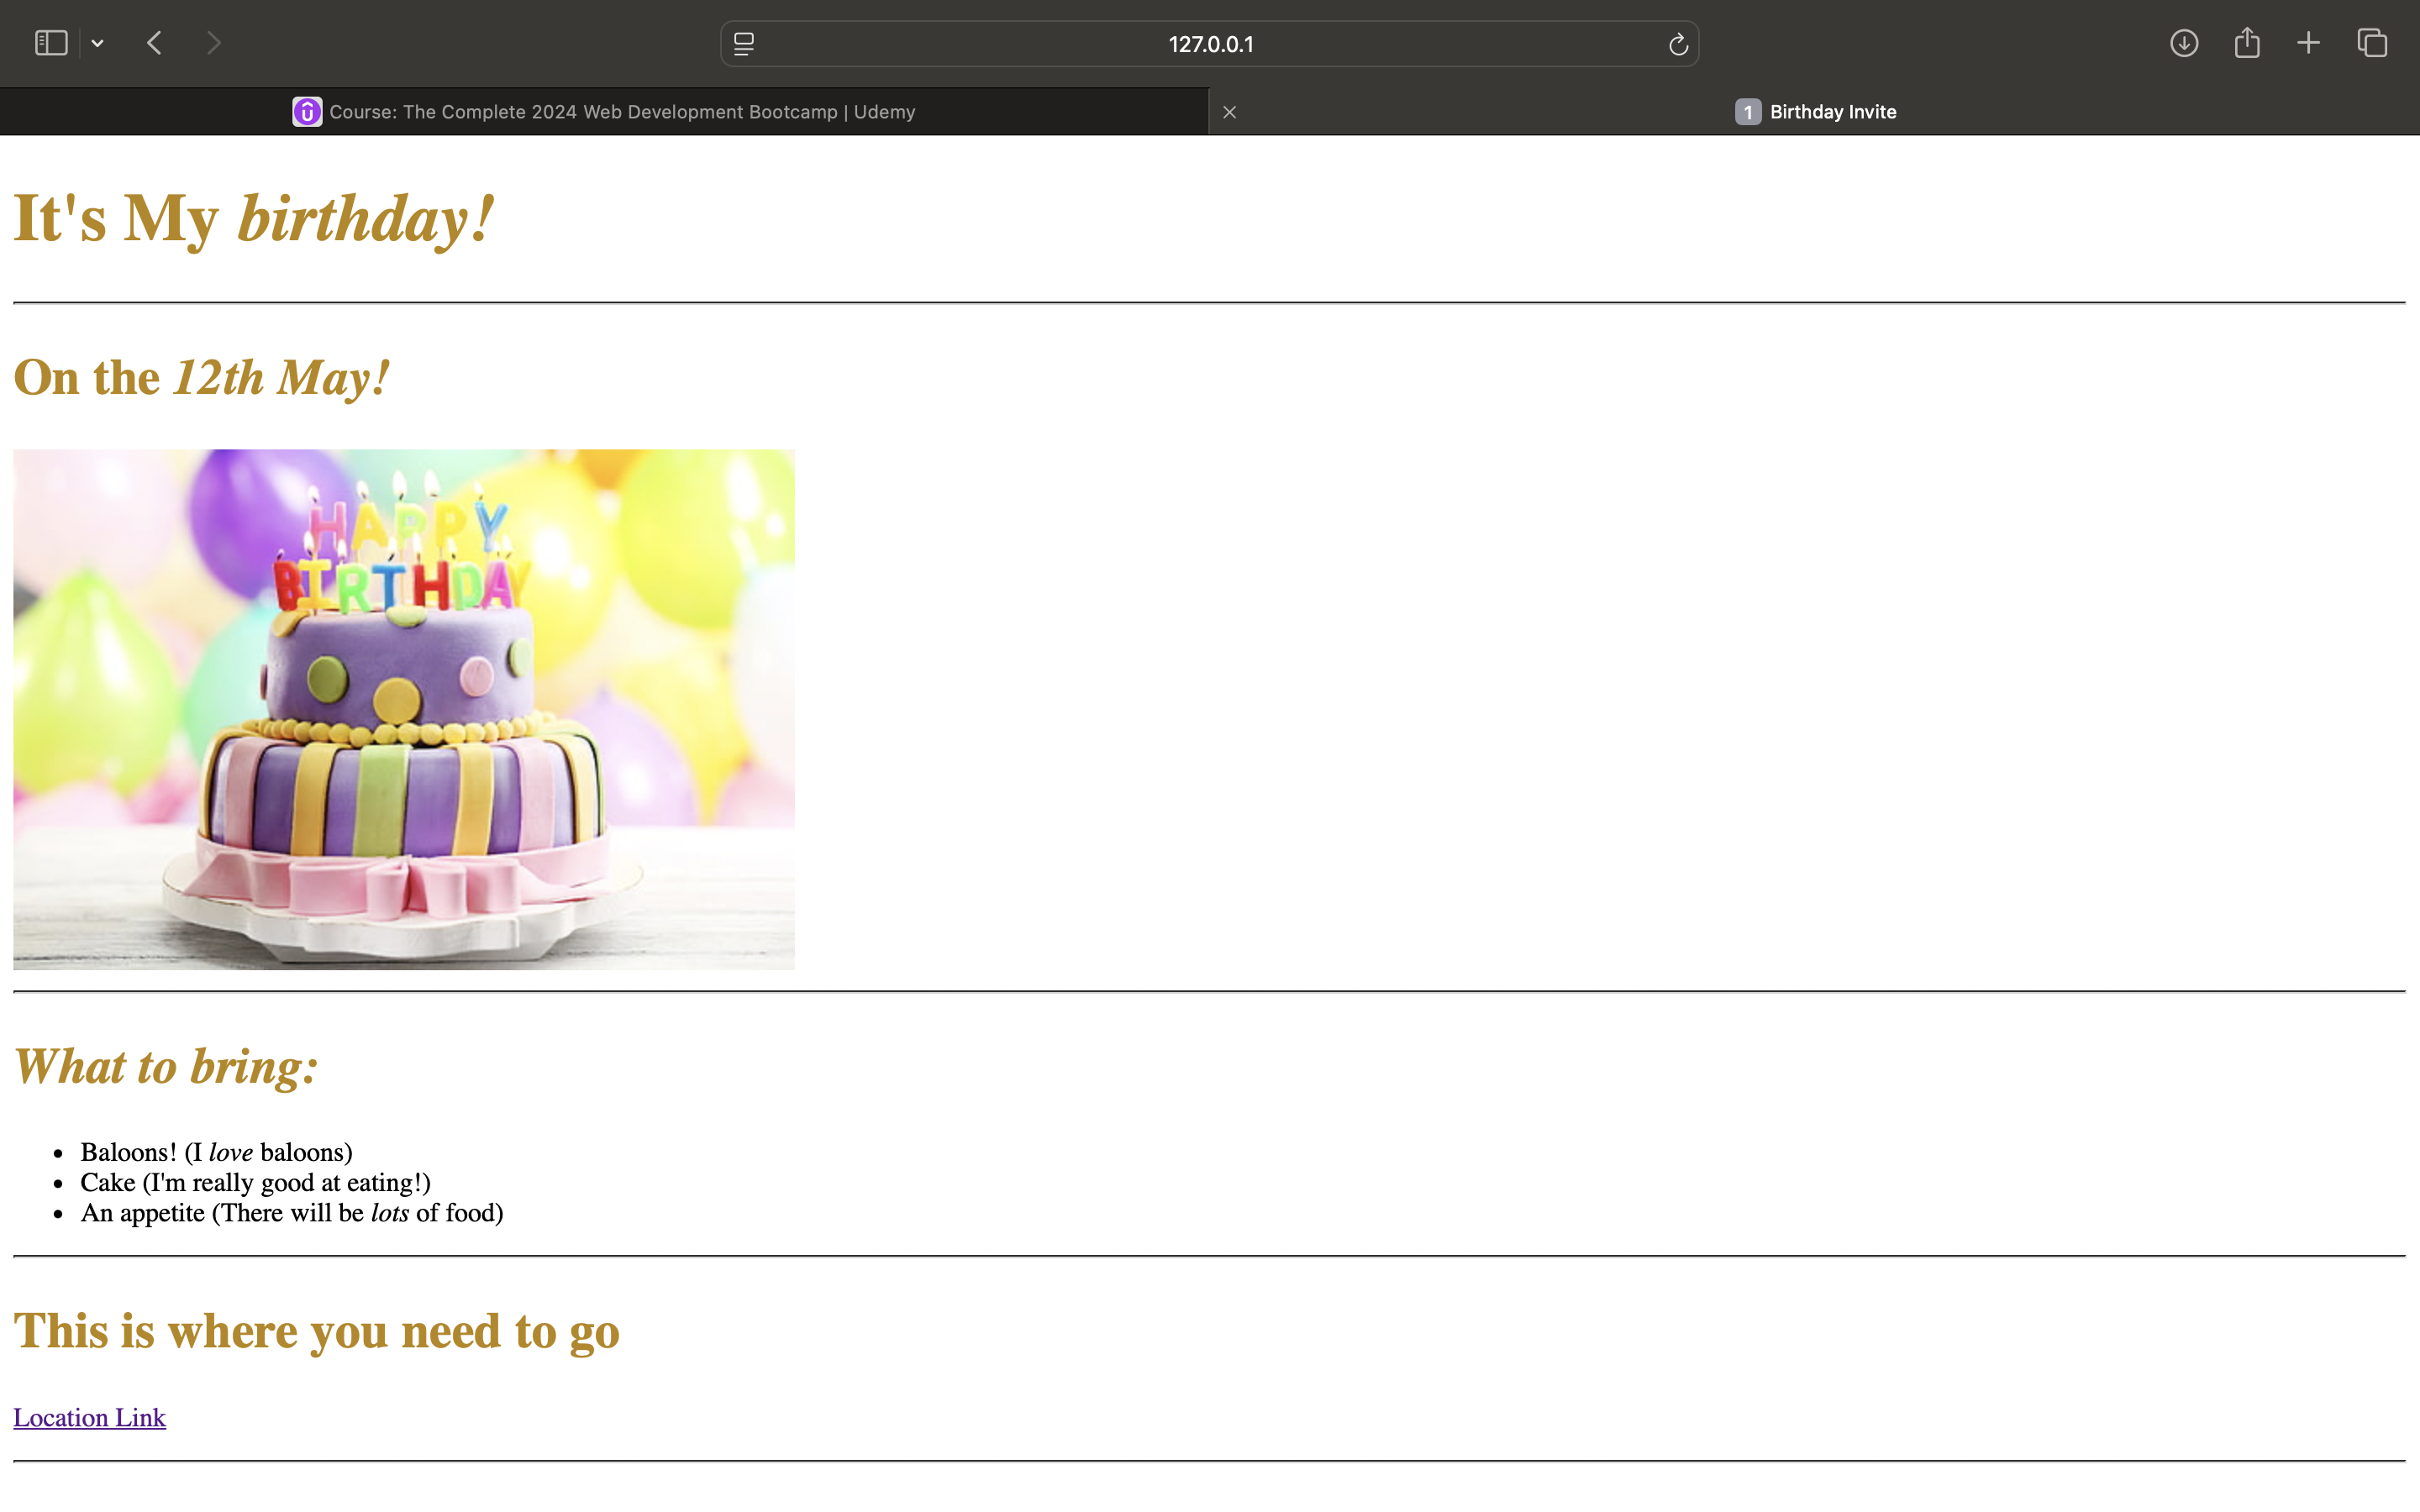 127.0.0.1
Course: The Complete 2024 Web Development Bootcamp | Udemy
1 Birthday Invite
It's My birthday!
On the 12th May!
HAPPY
BIRTHDAY
What to bring:
Baloons! (I love baloons)
Cake (I'm really good at eating!)
An appetite (There will be lots of food)
This is where you need to go
Location Link